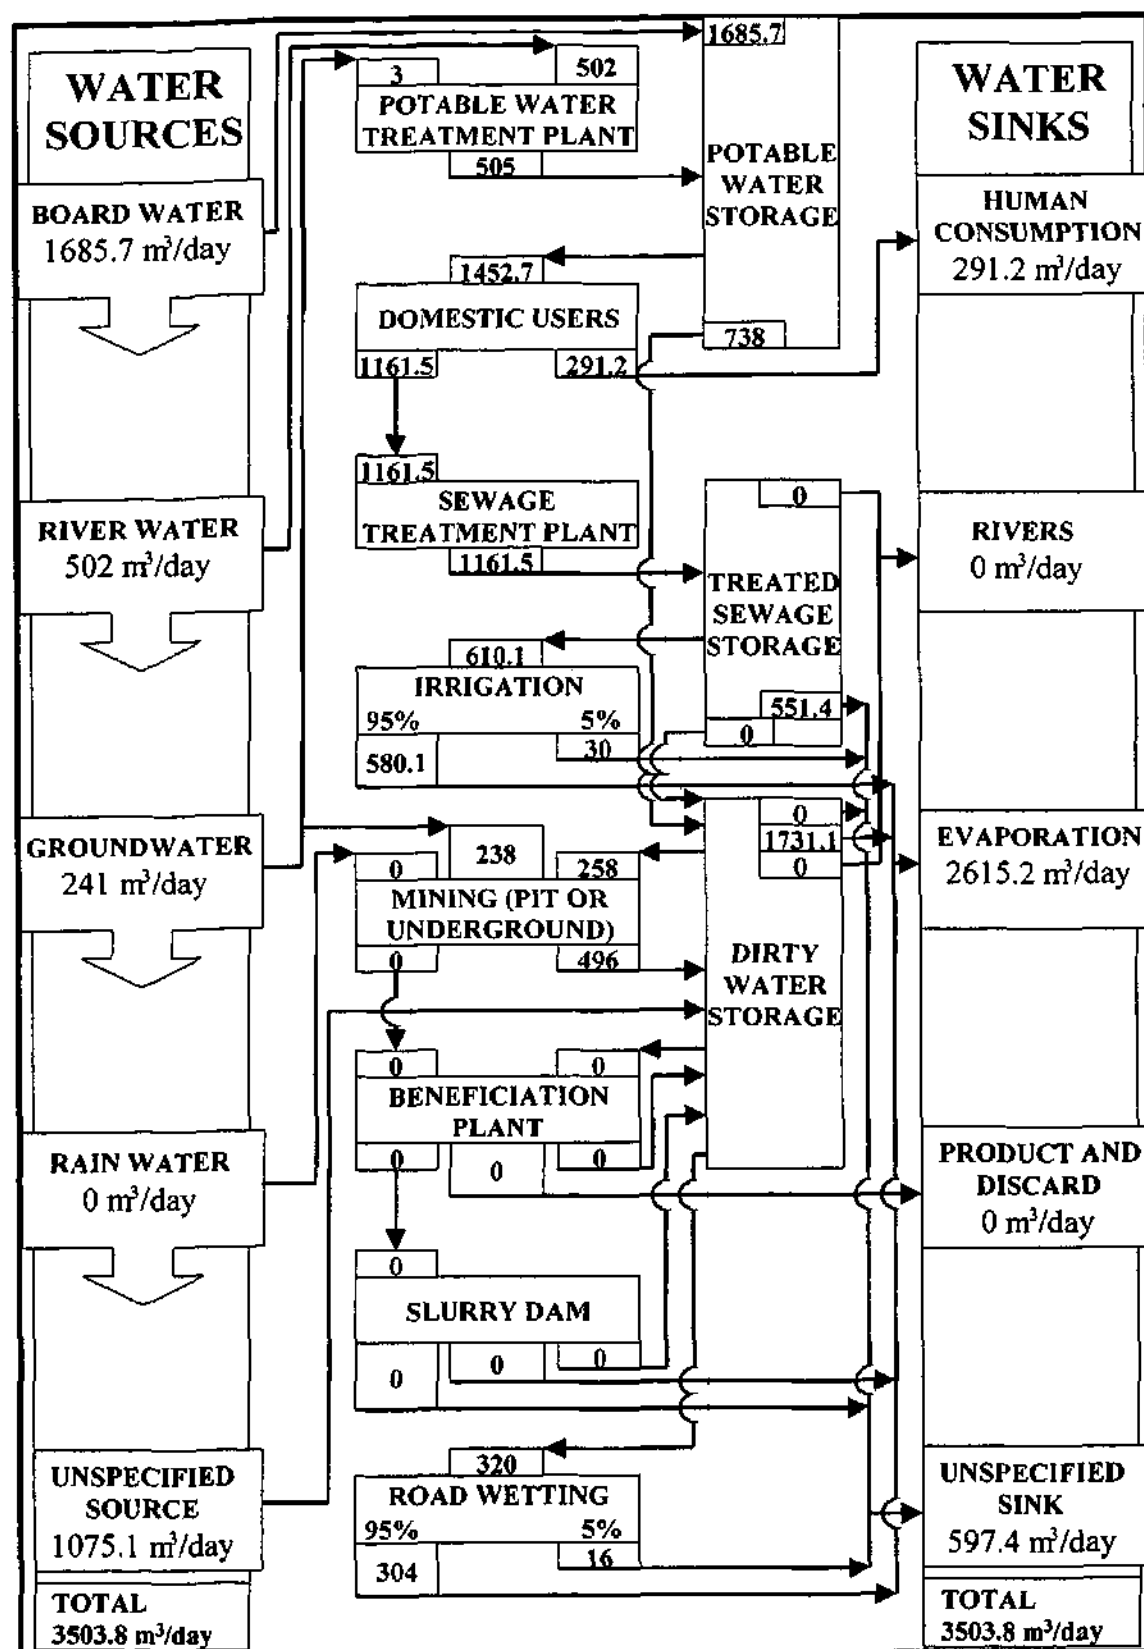 WATER
SOURCES
BOARD WATER
1685.7 m³/day
RIVER WATER
502 m³/day
GROUNDWATER
241 m³/day
RAIN WATER
0 m³/day
UNSPECIFIED
SOURCE
1075.1 m³/day
TOTAL
3503.8 m³/day
3
502
POTABLE WATER
TREATMENT PLANT
505
1452.7
DOMESTIC USERS
1161.5
291.2
1161.5
SEWAGE
TREATMENT PLANT
1161.5
610.1
IRRIGATION
95%
5%
580.1
30
0
238
258
MINING (PIT OR
UNDERGROUND)
0
496
0
0
BENEFICIATION
PLANT
0
0
0
0
SLURRY DAM
0
0
0
320
ROAD WETTING
95%
5%
304
16
1685.7
POTABLE
WATER
STORAGE
738
0
TREATED
SEWAGE
STORAGE
551.4
0
0
1731.1
0
DIRTY
WATER
STORAGE
WATER
SINKS
HUMAN
CONSUMPTION
291.2 m³/day
RIVERS
0 m³/day
EVAPORATION
2615.2 m³/day
PRODUCT AND
DISCARD
0 m³/day
UNSPECIFIED
SINK
597.4 m³/day
TOTAL
3503.8 m³/day